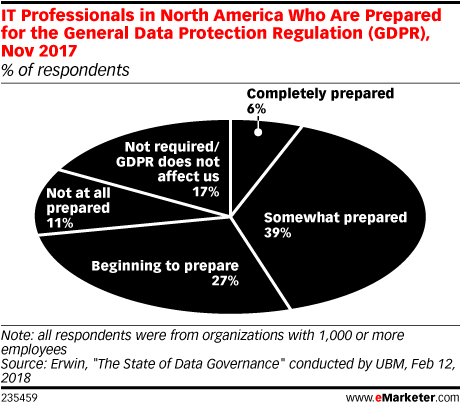 IT Professionals in North America Who Are Prepared
for the General Data Protection Regulation (GDPR),
Nov 2017
% of respondents
Completely prepared
6%
Somewhat prepared
39%
Beginning to prepare
27%
Not at all
prepared
11%
Not required/
GDPR does not
affect us
17%
Note: all respondents were from organizations with 1,000 or more
employees
Source: Erwin, "The State of Data Governance" conducted by UBM, Feb 12,
2018
235459
www.eMarketer.com